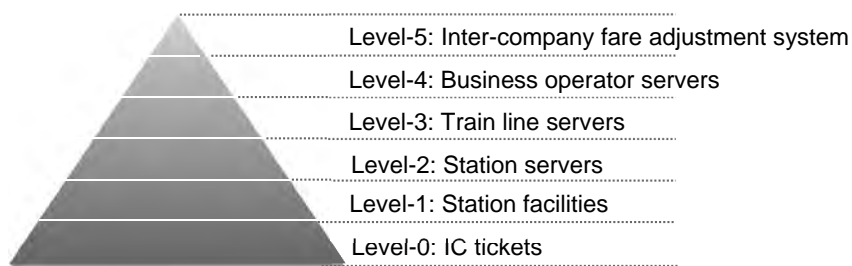 Level-5: Inter-company fare adjustment system
Level-4: Business operator servers
Level-3: Train line servers
Level-2: Station servers
Level-1: Station facilities
Level-0: IC tickets